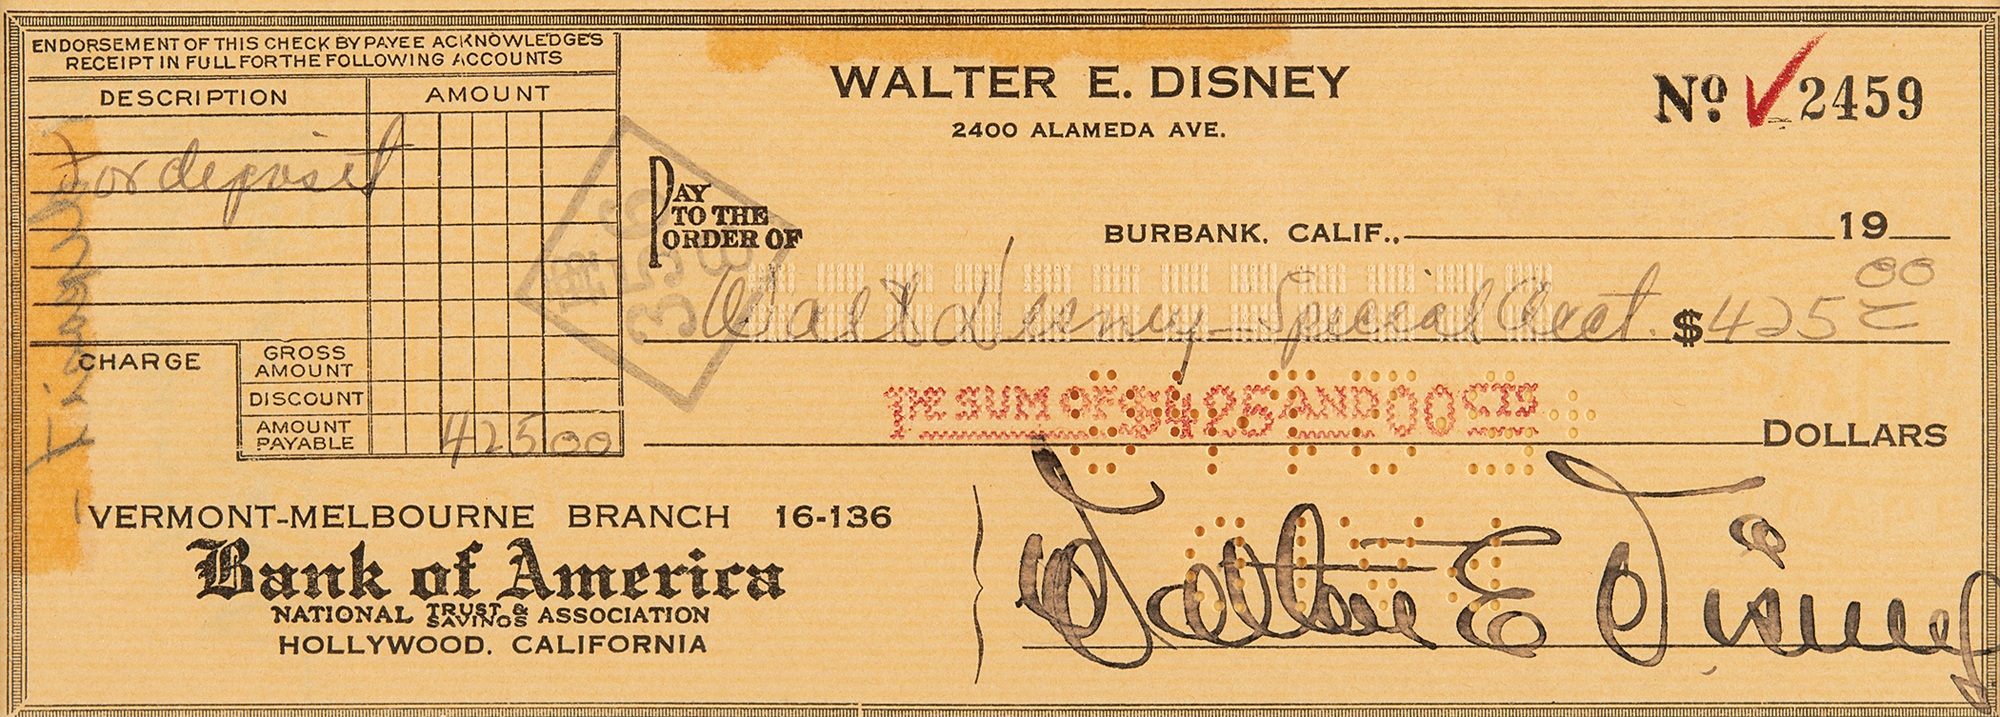 ENDORSEMENT OF THIS CHECK BY PAYEE ACKNOWLEDGES
RECEIPT IN FULL FOR THE FOLLOWING ACCOUNTS
DESCRIPTION AMOUNT
For deposit
CHARGE
GROSS
AMOUNT
DISCOUNT
AMOUNT
PAYABLE 425 00
WALTER E. DISNEY
2400 ALAMEDA AVE.
Nº 2459
PAY
TO THE
ORDER OF
BURBANK, CALIF., 19
Walt Disney - Special Acct. $425 00
THE SUM OF $425 AND 00 CTS
DOLLARS
VERMONT-MELBOURNE BRANCH 16-136
Bank of America
NATIONAL TRUST & SAVINGS ASSOCIATION
HOLLYWOOD, CALIFORNIA
Walter E Disney